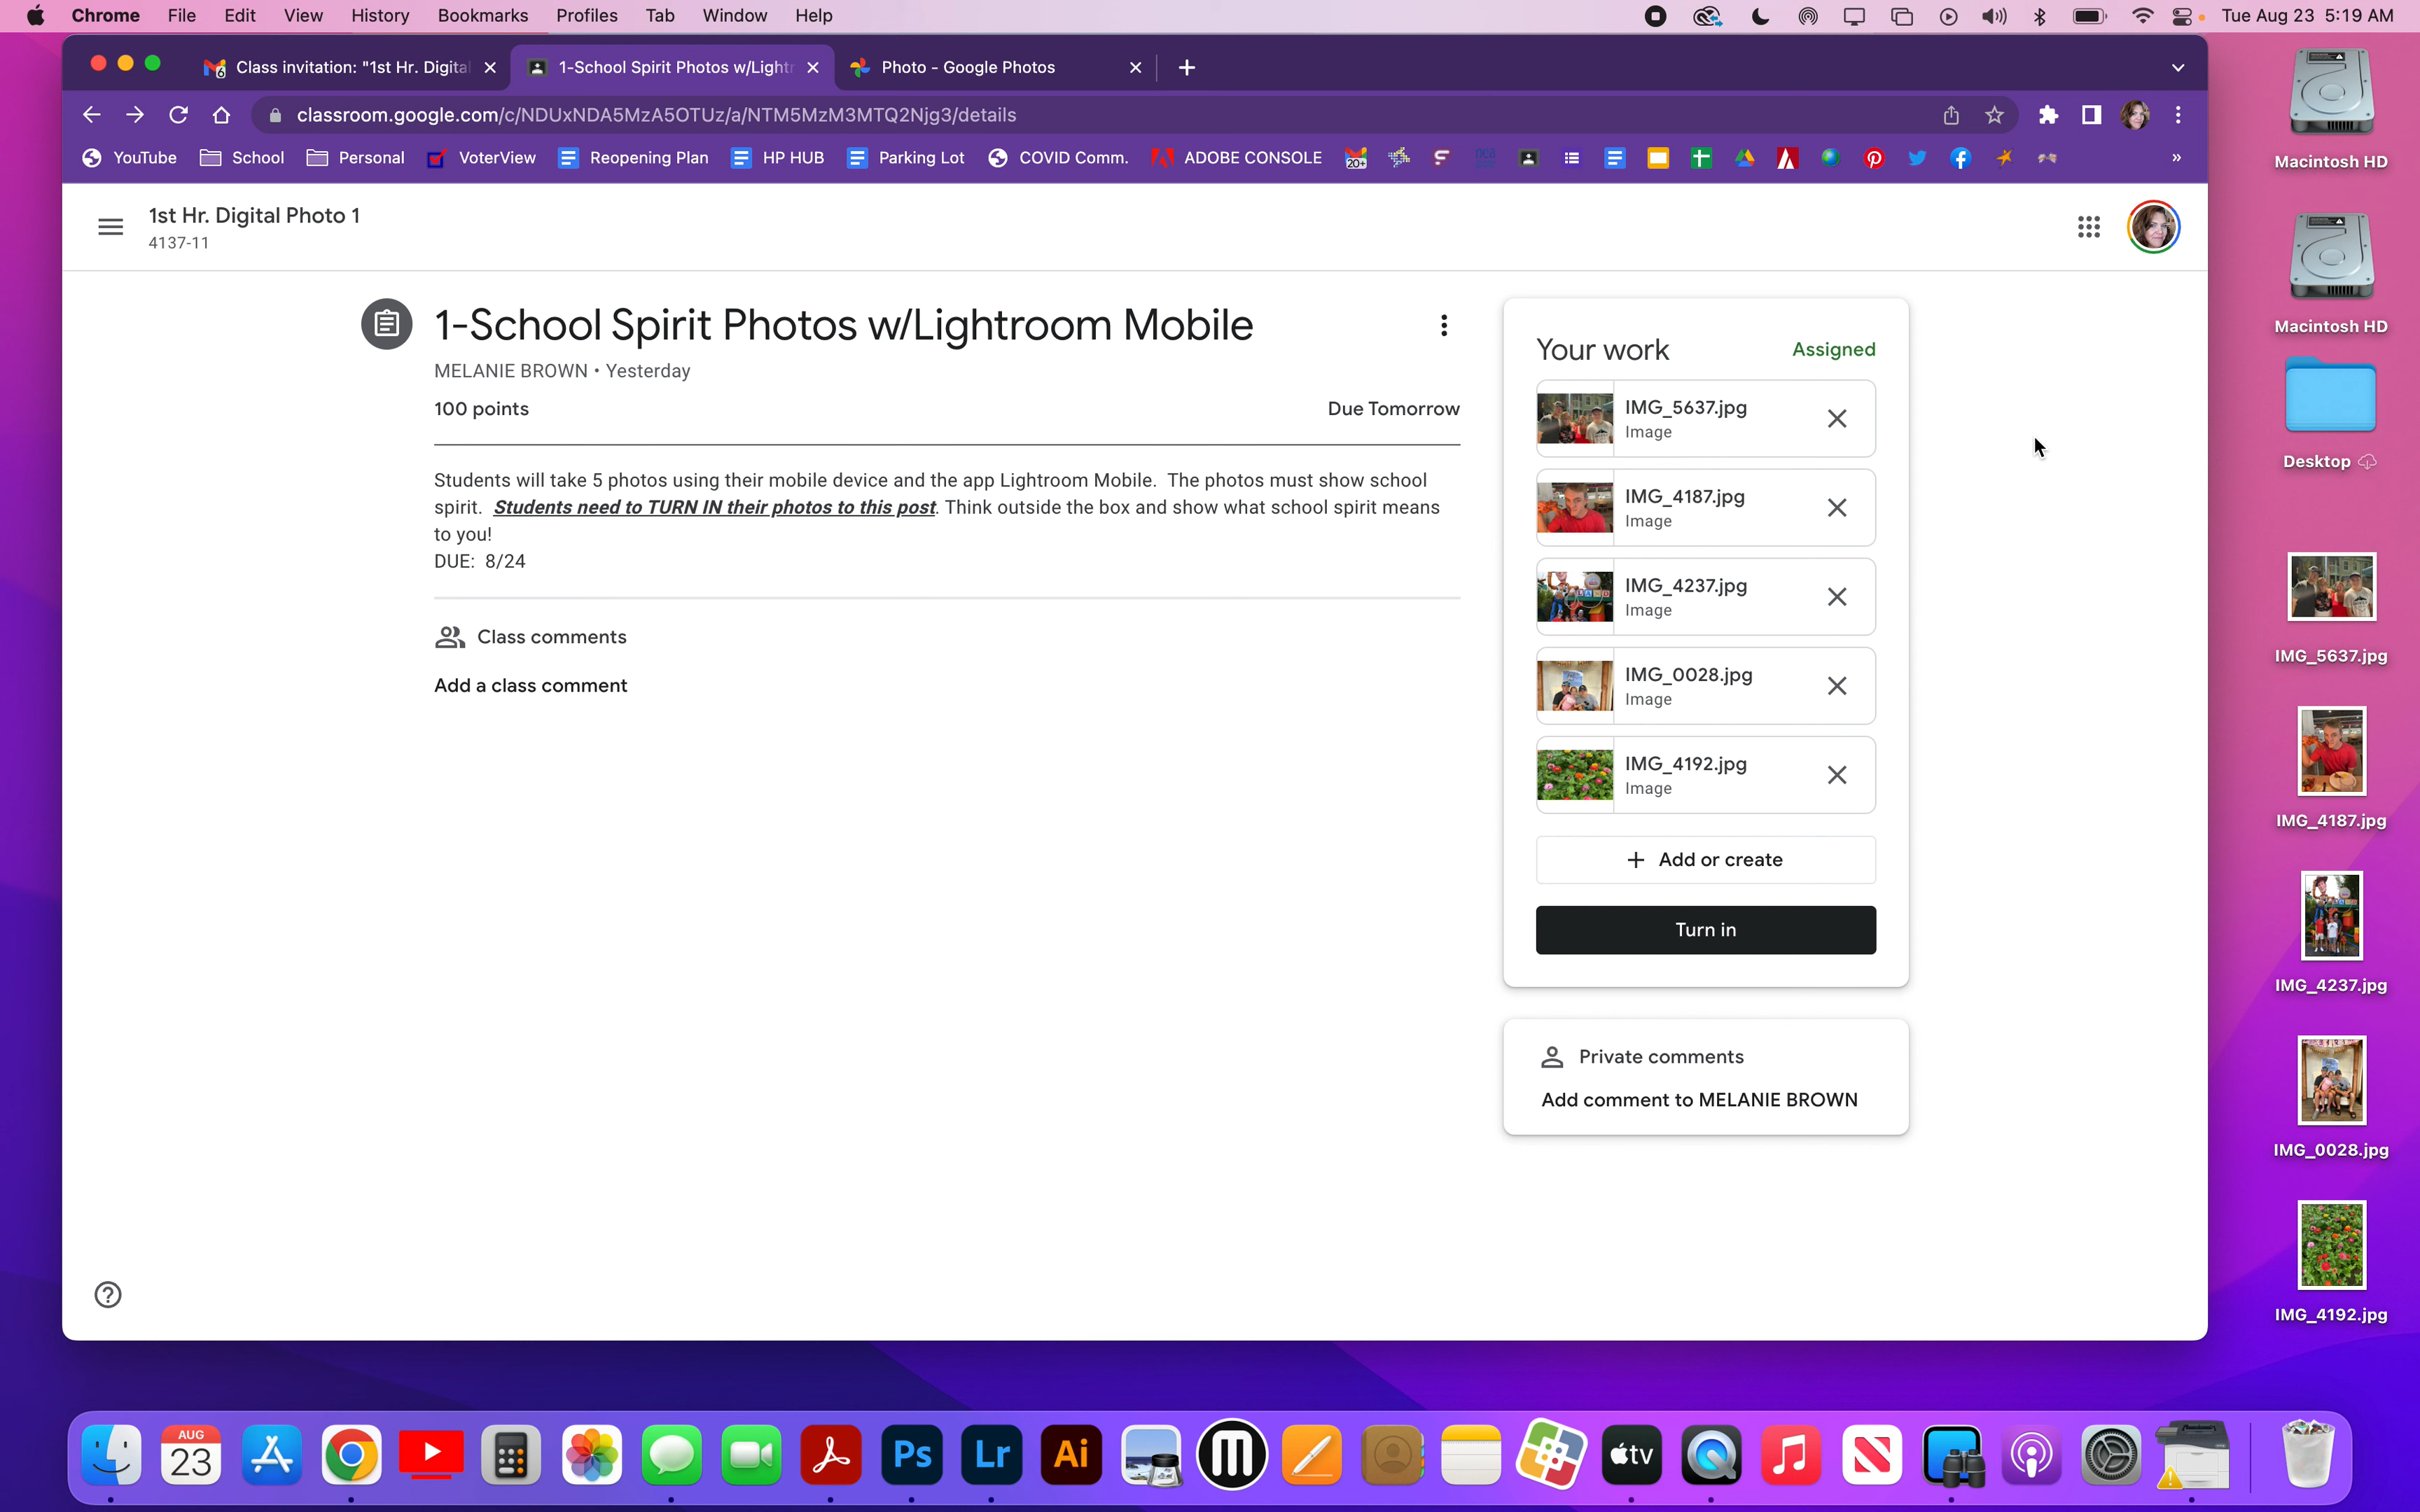 Chrome File Edit View History Bookmarks Profiles Tab Window Help Tue Aug 23 5:19 AM
Class invitation: "1st Hr. Digital
1-School Spirit Photos w/Lightr
Photo - Google Photos
classroom.google.com/c/NDUxNDA5MzA5OTUz/a/NTM5MzM3MTQ2Njg3/details
YouTube School Personal VoterView Reopening Plan HP HUB Parking Lot COVID Comm. ADOBE CONSOLE 20+
1st Hr. Digital Photo 1
4137-11
1-School Spirit Photos w/Lightroom Mobile
MELANIE BROWN • Yesterday
100 points Due Tomorrow
Students will take 5 photos using their mobile device and the app Lightroom Mobile. The photos must show school
spirit. Students need to TURN IN their photos to this post. Think outside the box and show what school spirit means
to you!
DUE: 8/24
Class comments
Add a class comment
Your work Assigned
IMG_5637.jpg
Image
IMG_4187.jpg
Image
IMG_4237.jpg
Image
IMG_0028.jpg
Image
IMG_4192.jpg
Image
+ Add or create
Turn in
Private comments
Add comment to MELANIE BROWN
Macintosh HD
Macintosh HD
Desktop
IMG_5637.jpg
IMG_4187.jpg
IMG_4237.jpg
IMG_0028.jpg
IMG_4192.jpg
AUG
23
Ps
Lr
Ai
tv